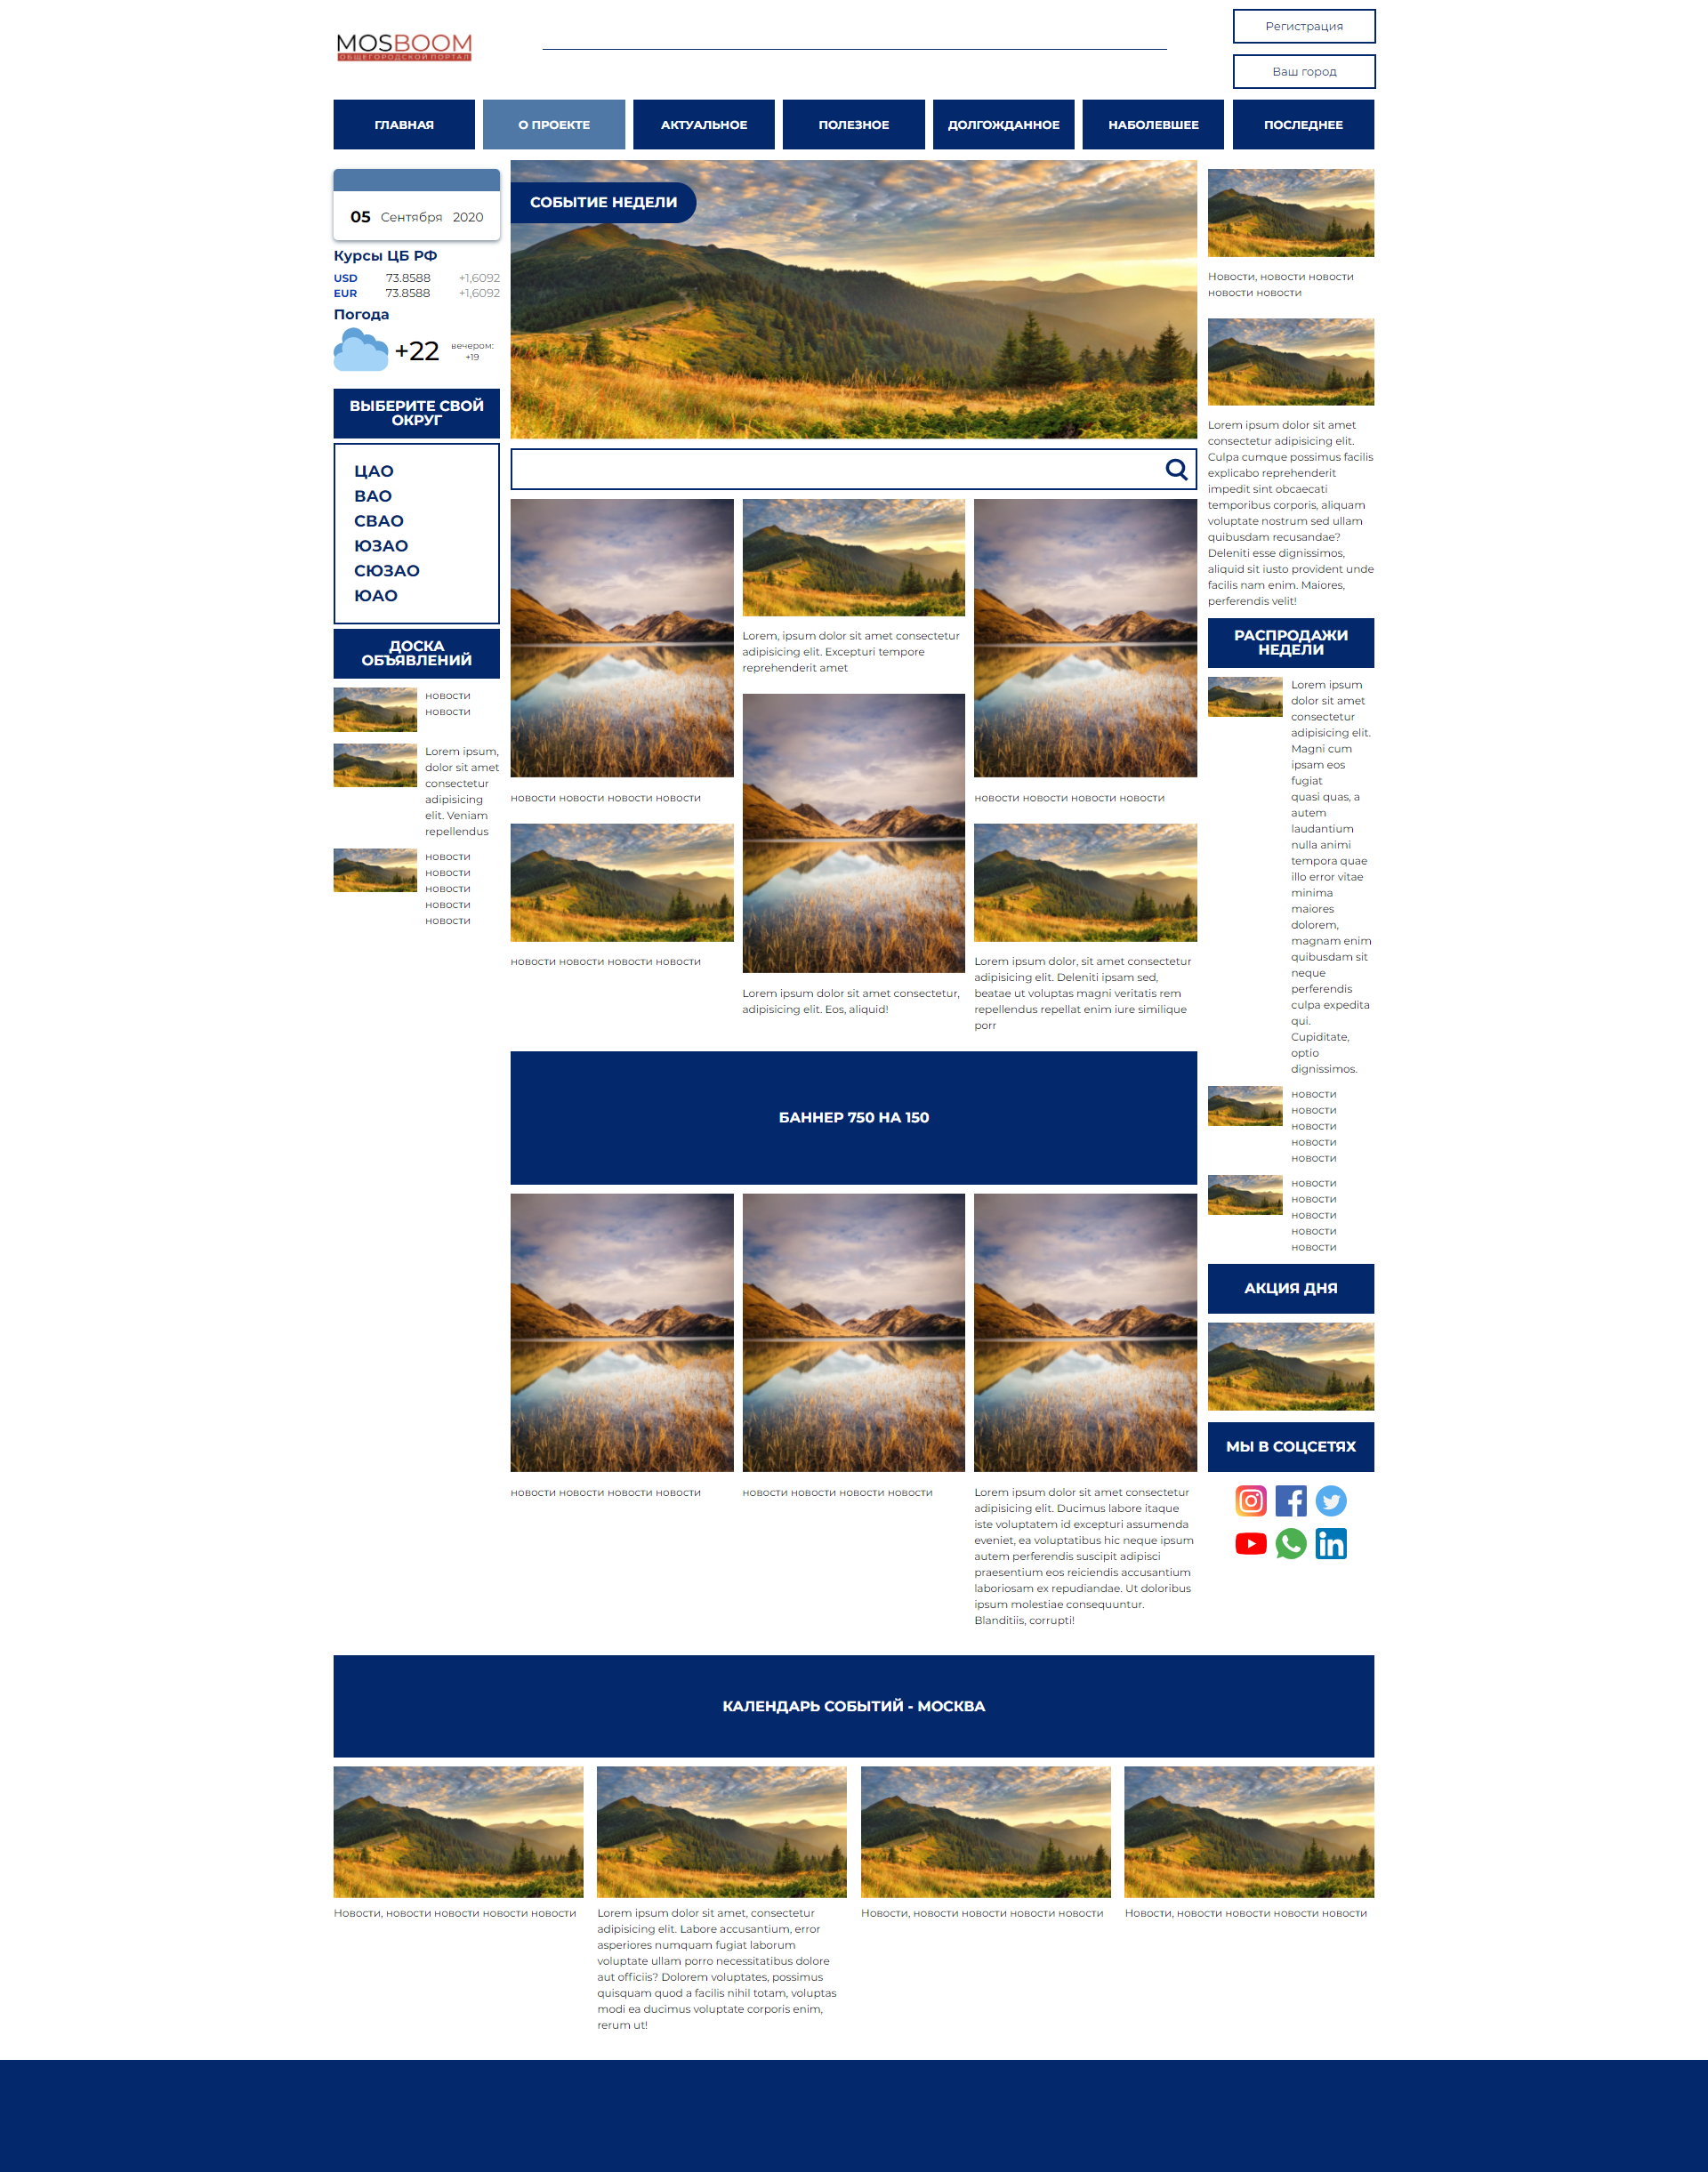 MOSBOOM
ОБЩЕГОРОДСКОЙ ПОРТАЛ
Регистрация
Ваш город
ГЛАВНАЯ
О ПРОЕКТЕ
АКТУАЛЬНОЕ
ПОЛЕЗНОЕ
ДОЛГОЖДАННОЕ
НАБОЛЕВШЕЕ
ПОСЛЕДНЕЕ
05 Сентября 2020
Курсы ЦБ РФ
USD 73.8588 +1,6092
EUR 73.8588 +1,6092
Погода
+22
вечером:
+19
ВЫБЕРИТЕ СВОЙ
ОКРУГ
ЦАО
ВАО
СВАО
ЮЗАО
СЮЗАО
ЮАО
ДОСКА
ОБЪЯВЛЕНИЙ
новости
новости
Lorem ipsum,
dolor sit amet
consectetur
adipisicing
elit. Veniam
repellendus
новости
новости
новости
новости
новости
СОБЫТИЕ НЕДЕЛИ
новости новости новости новости
новости новости новости новости
Lorem, ipsum dolor sit amet consectetur
adipisicing elit. Excepturi tempore
reprehenderit amet
Lorem ipsum dolor sit amet consectetur,
adipisicing elit. Eos, aliquid!
новости новости новости новости
Lorem ipsum dolor, sit amet consectetur
adipisicing elit. Deleniti ipsam sed,
beatae ut voluptas magni veritatis rem
repellendus repellat enim iure similique
porr
БАННЕР 750 НА 150
новости новости новости новости
новости новости новости новости
Lorem ipsum dolor sit amet consectetur
adipisicing elit. Ducimus labore itaque
iste voluptatem id excepturi assumenda
eveniet, ea voluptatibus hic neque ipsum
autem perferendis suscipit adipisci
praesentium eos reiciendis accusantium
laboriosam ex repudiandae. Ut doloribus
ipsum molestiae consequuntur.
Blanditiis, corrupti!
Новости, новости новости
новости новости
Lorem ipsum dolor sit amet
consectetur adipisicing elit.
Culpa cumque possimus facilis
explicabo reprehenderit
impedit sint obcaecati
temporibus corporis, aliquam
voluptate nostrum sed ullam
quibusdam recusandae?
Deleniti esse dignissimos,
aliquid sit iusto provident unde
facilis nam enim. Maiores,
perferendis velit!
РАСПРОДАЖИ
НЕДЕЛИ
Lorem ipsum
dolor sit amet
consectetur
adipisicing elit.
Magni cum
ipsam eos
fugiat
quasi quas, a
autem
laudantium
nulla animi
tempora quae
illo error vitae
minima
maiores
dolorem,
magnam enim
quibusdam sit
neque
perferendis
culpa expedita
qui.
Cupiditate,
optio
dignissimos.
новости
новости
новости
новости
новости
новости
новости
новости
новости
новости
АКЦИЯ ДНЯ
МЫ В СОЦСЕТЯХ
КАЛЕНДАРЬ СОБЫТИЙ - МОСКВА
Новости, новости новости новости новости
Lorem ipsum dolor sit amet, consectetur
adipisicing elit. Labore accusantium, error
asperiores numquam fugiat laborum
voluptate ullam porro necessitatibus dolore
aut officiis? Dolorem voluptates, possimus
quisquam quod a facilis nihil totam, voluptas
modi ea ducimus voluptate corporis enim,
rerum ut!
Новости, новости новости новости новости
Новости, новости новости новости новости